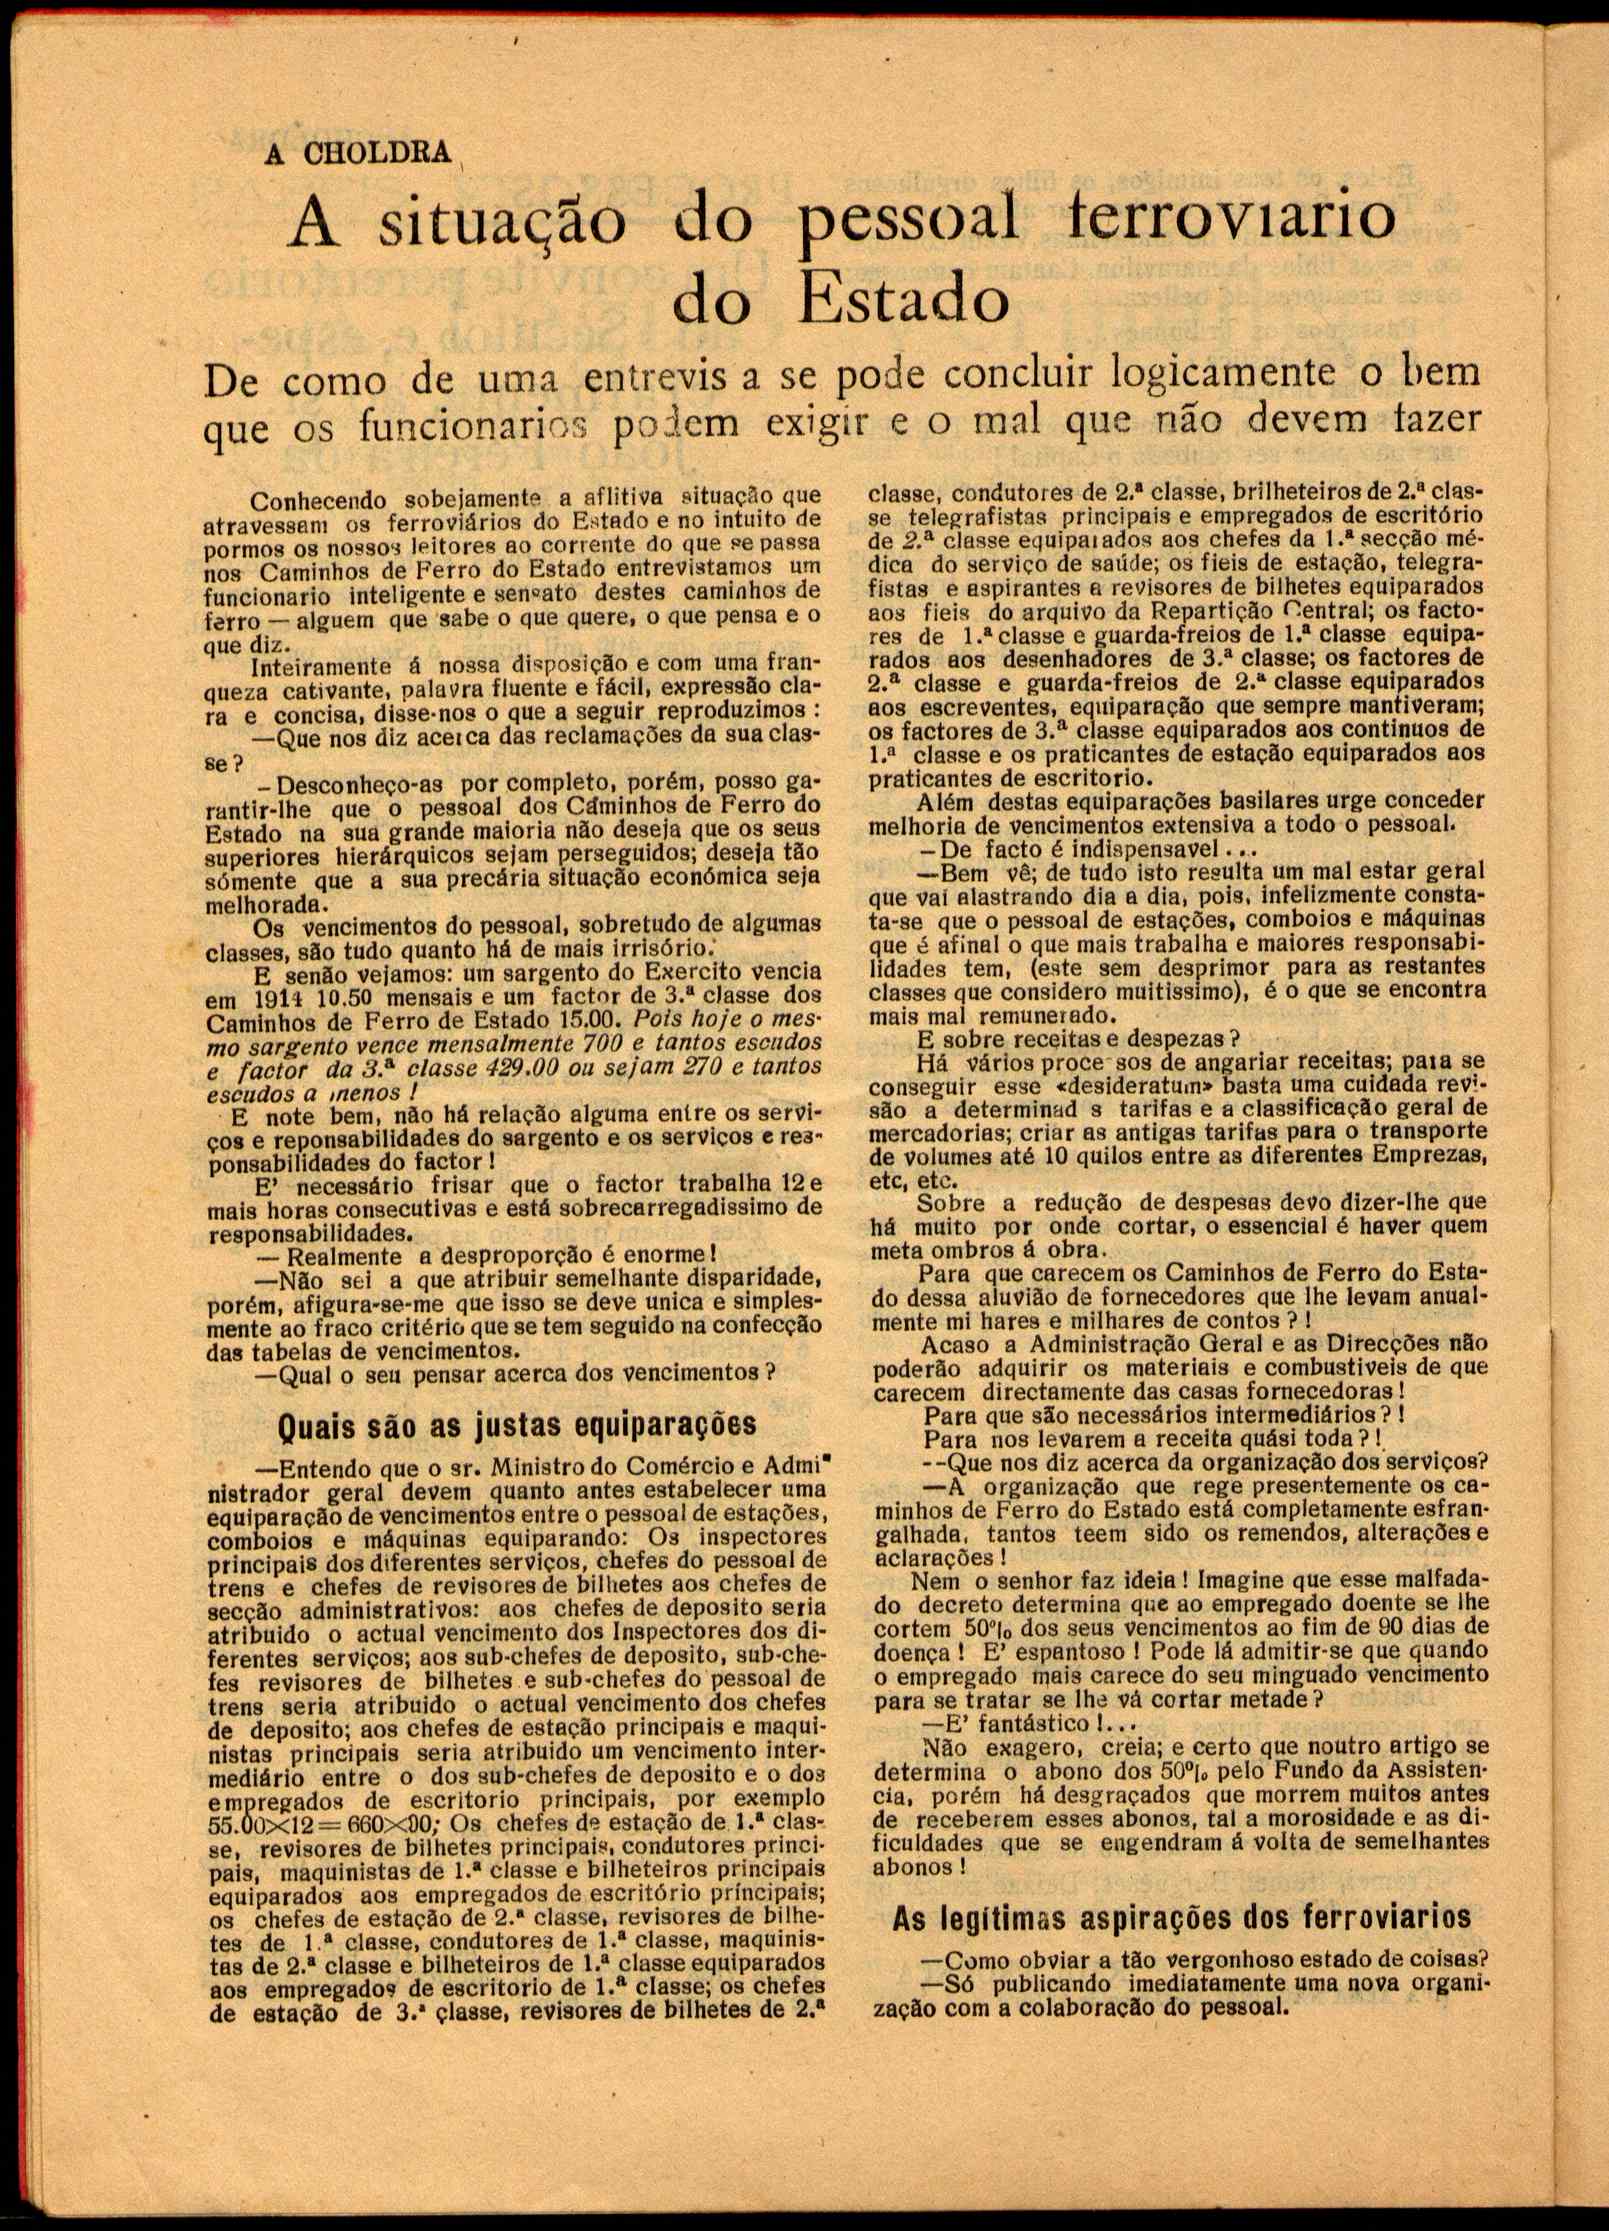 A CHOLDRA
A situação do pessoal ferroviario
do Estado
De como de uma entrevis a se pode concluir logicamente o bem
que os funcionarios podem exigir e o mal que não devem fazer
Conhecendo sobejamente a aflitiva situação que
atravessam os ferroviários do Estado e no intuito de
pormos os nossos leitores ao corrente do que se passa
nos Caminhos de Ferro do Estado entrevistamos um
funcionario inteligente e sensato destes caminhos de
ferro — alguem que sabe o que quere, o que pensa e o
que diz.
Inteiramente á nossa disposição e com uma fran-
queza cativante, palavra fluente e fácil, expressão cla-
ra e concisa, disse-nos o que a seguir reproduzimos :
—Que nos diz acerca das reclamações da sua clas-
se ?
– Desconheço-as por completo, porém, posso ga-
rantir-lhe que o pessoal dos Cáminhos de Ferro do
Estado na sua grande maioria não deseja que os seus
superiores hierárquicos sejam perseguidos; deseja tão
sómente que a sua precária situação económica seja
melhorada.
Os vencimentos do pessoal, sobretudo de algumas
classes, são tudo quanto há de mais irrisório.
E senão vejamos: um sargento do Exercito vencia
em 1914 10.50 mensais e um factor de 3.ª classe dos
Caminhos de Ferro de Estado 15.00. Pois hoje o mes-
mo sargento vence mensalmente 700 e tantos escudos
e factor da 3.ª classe 429.00 ou sejam 270 e tantos
escudos a menos !
E note bem, não há relação alguma entre os servi-
ços e reponsabilidades do sargento e os serviços e res-
ponsabilidades do factor !
E' necessário frisar que o factor trabalha 12 e
mais horas consecutivas e está sobrecarregadissimo de
responsabilidades.
— Realmente a desproporção é enorme !
—Não sei a que atribuir semelhante disparidade,
porém, afigura-se-me que isso se deve unica e simples-
mente ao fraco critério que se tem seguido na confecção
das tabelas de vencimentos.
—Qual o seu pensar acerca dos vencimentos ?
Quais são as justas equiparações
—Entendo que o sr. Ministro do Comércio e Admi-
nistrador geral devem quanto antes estabelecer uma
equiparação de vencimentos entre o pessoal de estações,
comboios e máquinas equiparando: Os inspectores
principais dos diferentes serviços, chefes do pessoal de
trens e chefes de revisores de bilhetes aos chefes de
secção administrativos: aos chefes de deposito seria
atribuido o actual vencimento dos Inspectores dos di-
ferentes serviços; aos sub-chefes de deposito, sub-che-
fes revisores de bilhetes e sub-chefes do pessoal de
trens seria atribuido o actual vencimento dos chefes
de deposito; aos chefes de estação principais e maqui-
nistas principais seria atribuido um vencimento inter-
mediário entre o dos sub-chefes de deposito e o dos
empregados de escritorio principais, por exemplo
55.00×12=660×00; Os chefes de estação de 1.ª clas-
se, revisores de bilhetes principais, condutores princi-
pais, maquinistas de 1.ª classe e bilheteiros principais
equiparados aos empregados de escritório principais;
os chefes de estação de 2.ª classe, revisores de bilhe-
tes de 1.ª classe, condutores de 1.ª classe, maquinis-
tas de 2.ª classe e bilheteiros de 1.ª classe equiparados
aos empregados de escritorio de 1.ª classe; os chefes
de estação de 3.ª çlasse, revisores de bilhetes de 2.ª
classe, condutores de 2.ª classe, brilheteiros de 2.ª clas-
se telegrafistas principais e empregados de escritório
de 2.ª classe equiparados aos chefes da 1.ª secção mé-
dica do serviço de saúde; os fieis de estação, telegra-
fistas e aspirantes a revisores de bilhetes equiparados
aos fieis do arquivo da Repartição Central; os facto-
res de 1.ª classe e guarda-freios de 1.ª classe equipa-
rados aos desenhadores de 3.ª classe; os factores de
2.ª classe e guarda-freios de 2.ª classe equiparados
aos escreventes, equiparação que sempre mantiveram;
os factores de 3.ª classe equiparados aos continuos de
1.ª classe e os praticantes de estação equiparados aos
praticantes de escritorio.
Além destas equiparações basilares urge conceder
melhoria de vencimentos extensiva a todo o pessoal.
–De facto é indispensavel . . .
—Bem vê; de tudo isto resulta um mal estar geral
que vai alastrando dia a dia, pois, infelizmente consta-
ta-se que o pessoal de estações, comboios e máquinas
que é afinal o que mais trabalha e maiores responsabi-
lidades tem, (este sem desprimor para as restantes
classes que considero muitissimo), é o que se encontra
mais mal remunerado.
E sobre receitas e despezas ?
Há vários proce sos de angariar receitas; para se
conseguir esse «desideratum» basta uma cuidada revi-
são a determinad s tarifas e a classificação geral de
mercadorias; criar as antigas tarifas para o transporte
de volumes até 10 quilos entre as diferentes Emprezas,
etc, etc.
Sobre a redução de despesas devo dizer-lhe que
há muito por onde cortar, o essencial é haver quem
meta ombros á obra.
Para que carecem os Caminhos de Ferro do Esta-
do dessa aluvião de fornecedores que lhe levam anual-
mente mi hares e milhares de contos ? !
Acaso a Administração Geral e as Direcções não
poderão adquirir os materiais e combustiveis de que
carecem directamente das casas fornecedoras !
Para que são necessários intermediários ? !
Para nos levarem a receita quási toda ? !
--Que nos diz acerca da organização dos serviços?
—A organização que rege presentemente os ca-
minhos de Ferro do Estado está completamente esfran-
galhada, tantos teem sido os remendos, alterações e
aclarações !
Nem o senhor faz ideia ! Imagine que esse malfada-
do decreto determina que ao empregado doente se lhe
cortem 50% dos seus vencimentos ao fim de 90 dias de
doença ! E' espantoso ! Pode lá admitir-se que quando
o empregado mais carece do seu minguado vencimento
para se tratar se lhe vá cortar metade ?
—E' fantástico !. . .
Não exagero, creia; e certo que noutro artigo se
determina o abono dos 50% pelo Fundo da Assisten-
cia, porém há desgraçados que morrem muitos antes
de receberem esses abonos, tal a morosidade e as di-
ficuldades que se engendram á volta de semelhantes
abonos !
As legítimas aspirações dos ferroviarios
—Como obviar a tão vergonhoso estado de coisas?
—Só publicando imediatamente uma nova organi-
zação com a colaboração do pessoal.